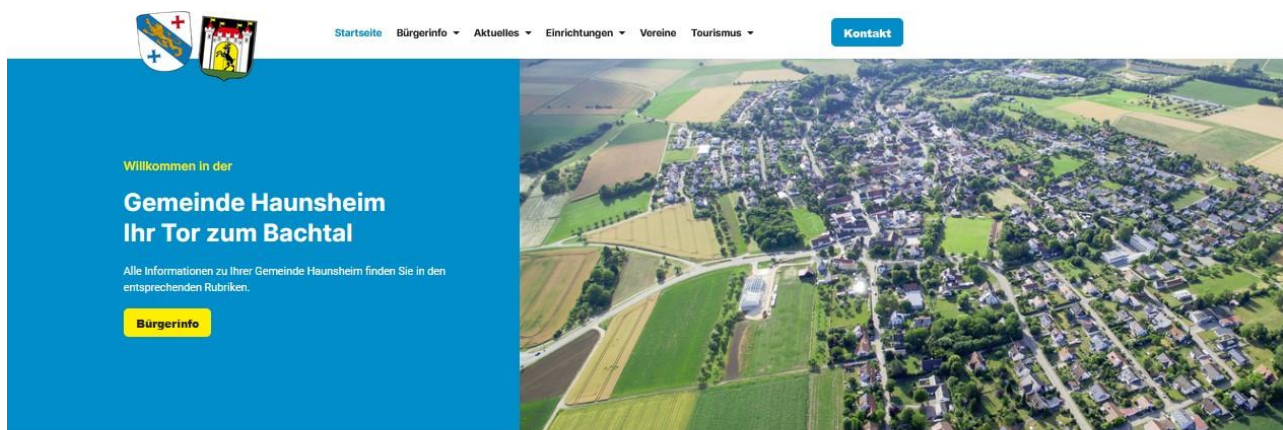 Startseite Bürgerinfo Aktuelles Einrichtungen Vereine Tourismus Kontakt
Willkommen in der
Gemeinde Haunsheim
Ihr Tor zum Bachtal
Alle Informationen zu Ihrer Gemeinde Haunsheim finden Sie in den
entsprechenden Rubriken.
Bürgerinfo